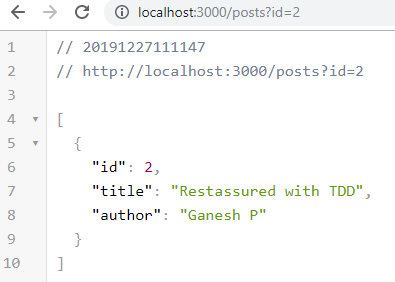 localhost:3000/posts?id=2
1 // 20191227111147
2 // http://localhost:3000/posts?id=2
3
4 [
5 {
6 "id": 2,
7 "title": "Restassured with TDD",
8 "author": "Ganesh P"
9 }
10 ]